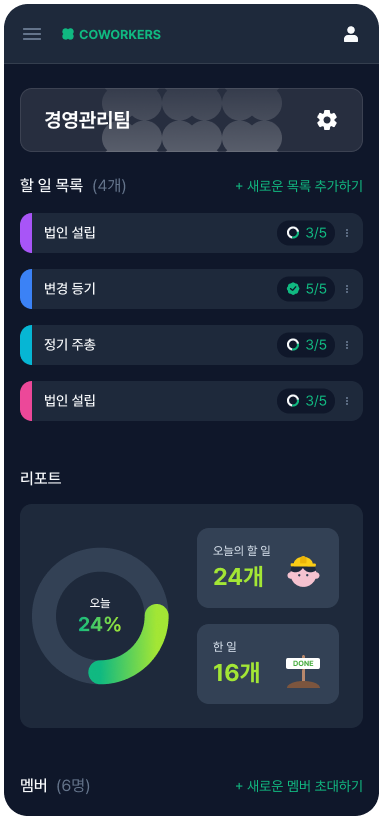 COWORKERS
경영관리팀
할 일 목록 (4개) + 새로운 목록 추가하기
법인 설립 3/5
변경 등기 5/5
정기 주총 3/5
법인 설립 3/5
리포트
오늘
24%
오늘의 할 일
24개
한 일
16개
DONE
멤버 (6명) + 새로운 멤버 초대하기